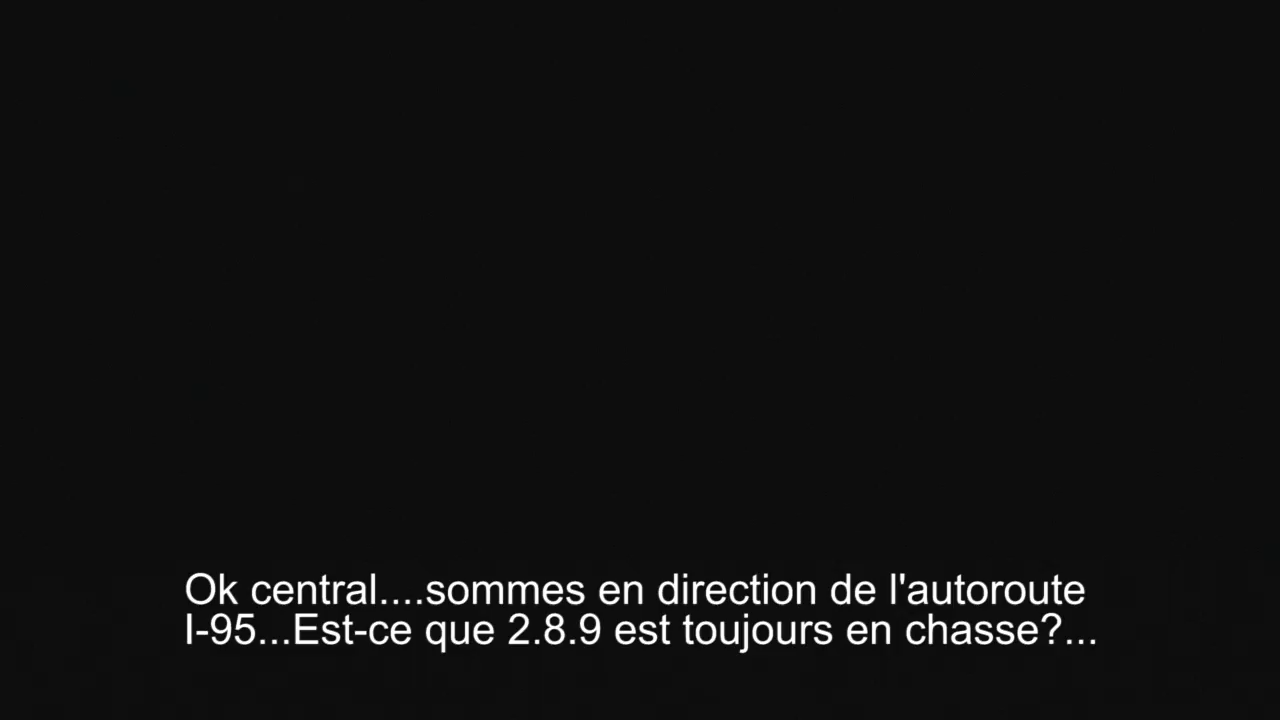 Ok central....sommes en direction de l'autoroute
I-95...Est-ce que 2.8.9 est toujours en chasse?...